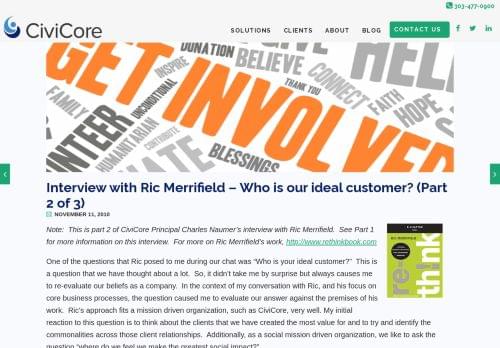 303-477-0900
CiviCore
SOLUTIONS CLIENTS ABOUT BLOG CONTACT US
DONATION
INSPIRE
BELIEVE
HELP
GET INVOLVED
THANK YOU
CONNECT
FAITH
HOPE
FAMILY
UNCONDITIONAL
VOLUNTEER
HUMANITARIAN
CONTRIBUTE
BLESSINGS
Interview with Ric Merrifield – Who is our ideal customer? (Part
2 of 3)
NOVEMBER 11, 2010
Note: This is part 2 of CiviCore Principal Charles Naumer's interview with Ric Merrifield. See Part 1
for more information on this interview. For more on Ric Merrifield's work, http://www.rethinkbook.com
re-think
One of the questions that Ric posed to me during our chat was "Who is your ideal customer?" This is
a question that we have thought about a lot. So, it didn't take me by surprise but always causes me
to re-evaluate our beliefs as a company. In the context of my conversation with Ric, and his focus on
core business processes, the question caused me to evaluate our answer against the premises of his
work. Ric's approach fits a mission driven organization, such as CiviCore, very well. My initial
reaction to this question is to think about the clients that we have created the most value for and to try and identify the
commonalities across those client relationships. Additionally, as a social mission driven organization, we like to ask the
question "where do we feel we make the greatest social impact?"